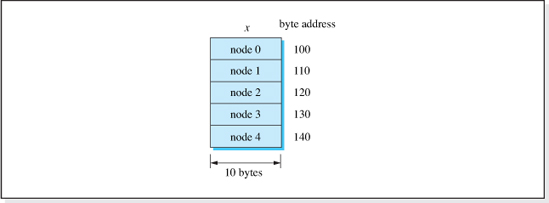 x byte address
node 0 100
node 1 110
node 2 120
node 3 130
node 4 140
10 bytes